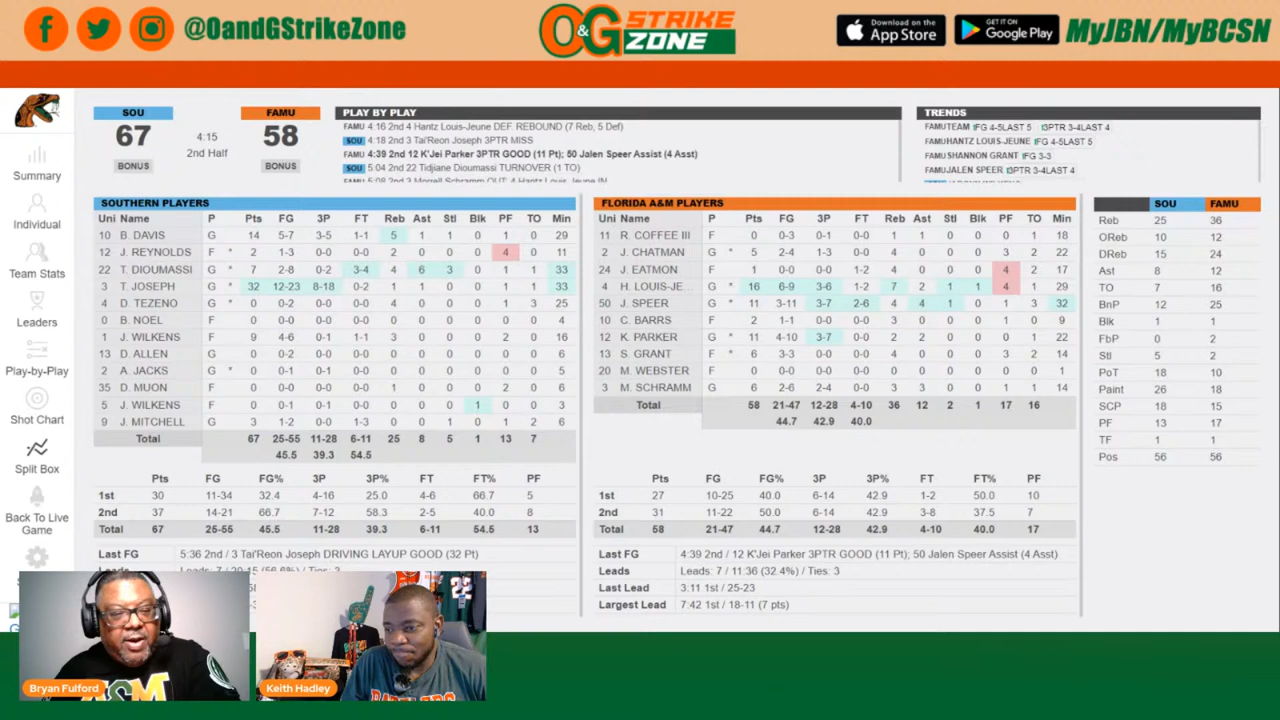 @OandGStrikeZone
O&G STRIKE ZONE
Download on the App Store
GET IT ON Google Play
MyJBN/MyBCSN
SOU
67
BONUS
4:15
2nd Half
FAMU
58
BONUS
PLAY BY PLAY
FAMU 4:16 2nd 4 Hantz Louis-Jeune DEF. REBOUND (7 Reb, 5 Def)
SOU 4:18 2nd 3 Tai'Reon Joseph 3PTR MISS
FAMU 4:39 2nd 12 K'Jei Parker 3PTR GOOD (11 Pt); 50 Jalen Speer Assist (4 Asst)
SOU 5:04 2nd 22 Tidjiane Dioumassi TURNOVER (1 TO)
FAMU 5:08 2nd 3 Morell Schramm OUT; 4 Hantz Louis-Jeune IN
TRENDS
FAMUTEAM ↑FG 4-5LAST 5 ↑3PTR 3-4LAST 4
FAMUHANTZ LOUIS-JEUNE ↑FG 4-5LAST 5
FAMUSHANNON GRANT ↑FG 3-3
FAMUJALEN SPEER ↑3PTR 3-4LAST 4
Summary
Individual
Team Stats
Leaders
Play-by-Play
Shot Chart
Split Box
Back To Live Game
SOUTHERN PLAYERS
Uni Name P Pts FG 3P FT Reb Ast Stl Blk PF TO Min
10 B. DAVIS G 14 5-7 3-5 1-1 5 1 1 0 1 0 29
12 J. REYNOLDS F * 2 1-3 0-0 0-0 2 0 0 0 4 0 11
22 T. DIOUMASSI G * 7 2-8 0-2 3-4 4 6 3 0 1 1 33
3 T. JOSEPH G * 32 12-23 8-18 0-2 1 1 0 0 1 1 33
4 D. TEZENO G * 0 0-2 0-0 0-0 4 0 0 0 1 3 25
0 B. NOEL F 0 0-0 0-0 0-0 0 0 0 0 0 0 4
1 J. WILKENS F 9 4-6 0-1 1-1 3 0 0 0 2 0 16
13 D. ALLEN G 0 0-2 0-0 0-0 0 0 0 0 0 0 6
2 A. JACKS G * 0 0-1 0-1 0-0 0 0 0 0 0 0 5
35 D. MUON F 0 0-0 0-0 0-0 1 0 0 0 2 0 6
5 J. WILKENS F 0 0-1 0-1 0-0 0 0 0 1 0 0 3
9 J. MITCHELL G 3 1-2 0-0 1-3 0 0 1 0 1 2 6
Total 67 25-55 11-28 6-11 25 8 5 1 13 7
45.5 39.3 54.5
Pts FG FG% 3P 3P% FT FT% PF
1st 30 11-34 32.4 4-16 25.0 4-6 66.7 5
2nd 37 14-21 66.7 7-12 58.3 2-5 40.0 8
Total 67 25-55 45.5 11-28 39.3 6-11 54.5 13
Last FG 5:36 2nd / 3 Tai'Reon Joseph DRIVING LAYUP GOOD (32 Pt)
Leads: 7 / 20:15 (56.6%) / Ties: 3
FLORIDA A&M PLAYERS
Uni Name P Pts FG 3P FT Reb Ast Stl Blk PF TO Min
11 R. COFFEE III F 0 0-3 0-1 0-0 1 1 0 0 0 1 18
2 J. CHATMAN G * 5 2-4 1-3 0-0 4 0 0 0 3 2 22
24 J. EATMON F 1 0-0 0-0 1-2 4 0 0 0 4 2 17
4 H. LOUIS-JE... G * 16 6-9 3-6 1-2 7 2 1 1 4 3 29
50 J. SPEER G * 11 3-11 3-7 2-6 4 4 1 0 0 1 32
10 C. BARRS F 2 1-1 0-0 0-0 3 0 0 0 1 0 9
12 K. PARKER G * 11 4-10 3-7 0-0 2 2 0 0 1 1 22
13 S. GRANT F * 6 3-3 0-0 0-0 4 0 0 0 3 2 14
20 M. WEBSTER F 0 0-0 0-0 0-0 0 0 0 0 0 0 1
3 M. SCHRAMM G 6 2-6 2-4 0-0 3 3 0 0 1 1 14
Total 58 21-47 12-28 4-10 36 12 2 1 17 16
44.7 42.9 40.0
Pts FG FG% 3P 3P% FT FT% PF
1st 27 10-25 40.0 6-14 42.9 1-2 50.0 10
2nd 31 11-22 50.0 6-14 42.9 3-8 37.5 7
Total 58 21-47 44.7 12-28 42.9 4-10 40.0 17
Last FG 4:39 2nd / 12 K'Jei Parker 3PTR GOOD (11 Pt); 50 Jalen Speer Assist (4 Asst)
Leads 7 / 11:36 (32.4%) / Ties: 3
Last Lead 3:11 1st / 25-23
Largest Lead 7:42 1st / 18-11 (7 pts)
SOU FAMU
Reb 25 36
OReb 10 12
DReb 15 24
Ast 8 12
TO 7 16
BnP 12 25
Blk 1 1
FbP 0 2
Stl 5 2
PoT 18 10
Paint 26 18
SCP 18 15
PF 13 17
TF 1 1
Pos 56 56
Bryan Fulford
Keith Hadley